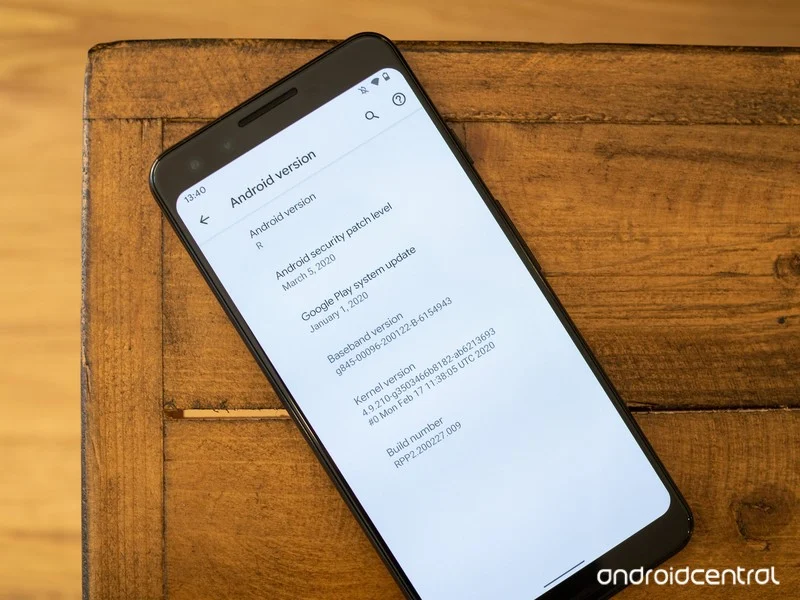 13:40
Android version
Android version
R
Android security patch level
March 5, 2020
Google Play system update
January 1, 2020
Baseband version
g845-00096-200122-B-6154943
Kernel version
4.9.210-g3503466b8182-ab6213693
#0 Mon Feb 17 11:38:05 UTC 2020
Build number
RPP2.200227.009
androidcentral